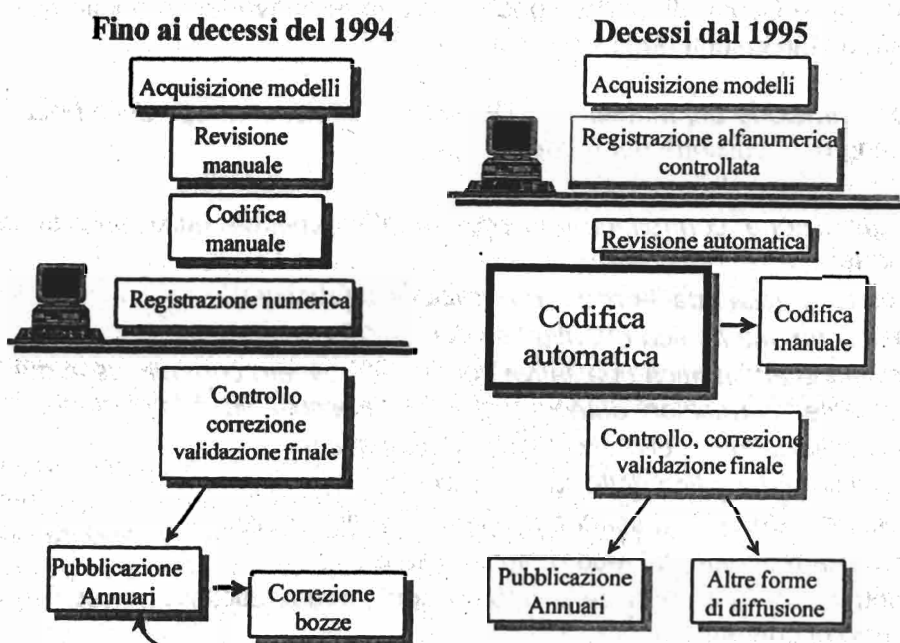 Fino ai decessi del 1994
Acquisizione modelli
Revisione
manuale
Codifica
manuale
Registrazione numerica
Controllo
correzione
validazione finale
Pubblicazione
Annuari
Correzione
bozze
Decessi dal 1995
Acquisizione modelli
Registrazione alfanumerica
controllata
Revisione automatica
Codifica
automatica
Codifica
manuale
Controllo, correzione
validazione finale
Pubblicazione
Annuari
Altre forme
di diffusione